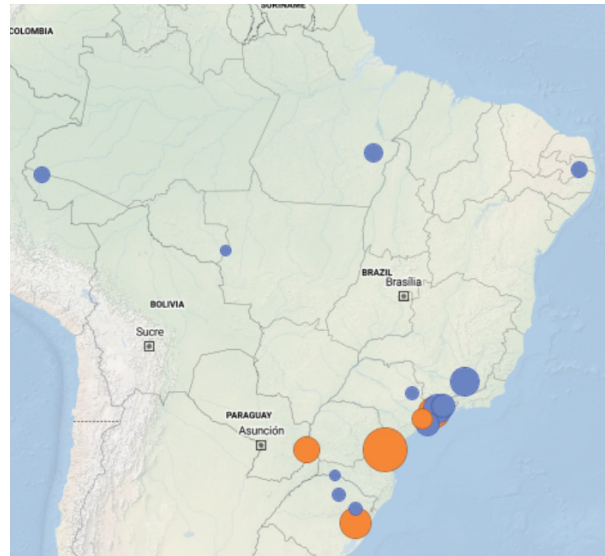 SURINAME
COLOMBIA
BRAZIL
Brasília
BOLIVIA
Sucre
PARAGUAY
Asunción